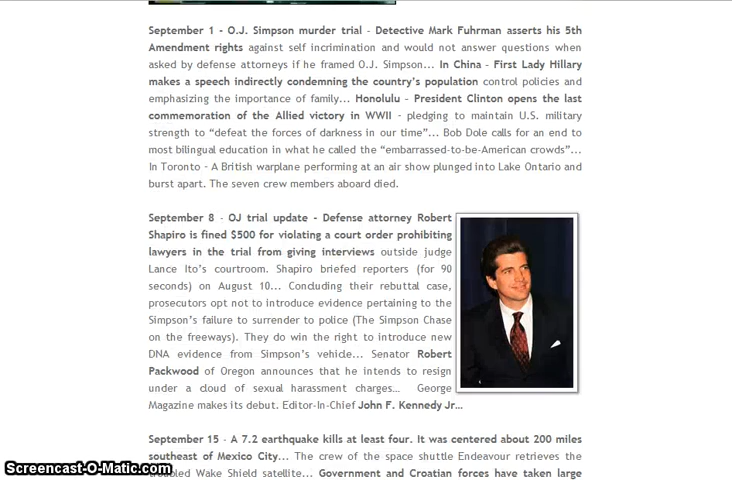 September 1 - O.J. Simpson murder trial - Detective Mark Fuhrman asserts his 5th
Amendment rights against self incrimination and would not answer questions when
asked by defense attorneys if he framed O.J. Simpson... In China - First Lady Hillary
makes a speech indirectly condemning the country's population control policies and
emphasizing the importance of family... Honolulu - President Clinton opens the last
commemoration of the Allied victory in WWII - pledging to maintain U.S. military
strength to “defeat the forces of darkness in our time”... Bob Dole calls for an end to
most bilingual education in what he called the “embarrassed-to-be-American crowds”...
In Toronto - A British warplane performing at an air show plunged into Lake Ontario and
burst apart. The seven crew members aboard died.
September 8 - OJ trial update - Defense attorney Robert
Shapiro is fined $500 for violating a court order prohibiting
lawyers in the trial from giving interviews outside judge
Lance Ito's courtroom. Shapiro briefed reporters (for 90
seconds) on August 10... Concluding their rebuttal case,
prosecutors opt not to introduce evidence pertaining to the
Simpson's failure to surrender to police (The Simpson Chase
on the freeways). They do win the right to introduce new
DNA evidence from Simpson's vehicle... Senator Robert
Packwood of Oregon announces that he intends to resign
under a cloud of sexual harassment charges... George
Magazine makes its debut. Editor-In-Chief John F. Kennedy Jr...
September 15 - A 7.2 earthquake kills at least four. It was centered about 200 miles
southeast of Mexico City... The crew of the space shuttle Endeavour retrieves the
troubled Wake Shield satellite... Government and Croatian forces have taken large
Screencast-O-Matic.com